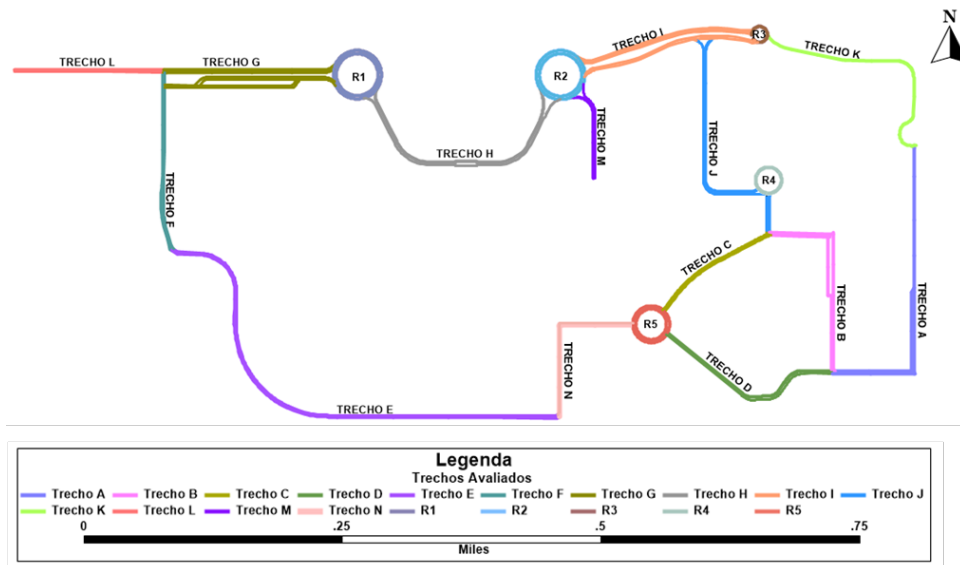 N
TRECHO L
TRECHO G
R1
R2
TRECHO I
R3
TRECHO K
TRECHO H
TRECHO M
TRECHO J
R4
TRECHO F
TRECHO C
TRECHO B
TRECHO A
R5
TRECHO N
TRECHO D
TRECHO E
Legenda
Trechos Avaliados
Trecho A Trecho B Trecho C Trecho D Trecho E Trecho F Trecho G Trecho H Trecho I Trecho J
Trecho K Trecho L Trecho M Trecho N R1 R2 R3 R4 R5
0 .25 .5 .75
Miles